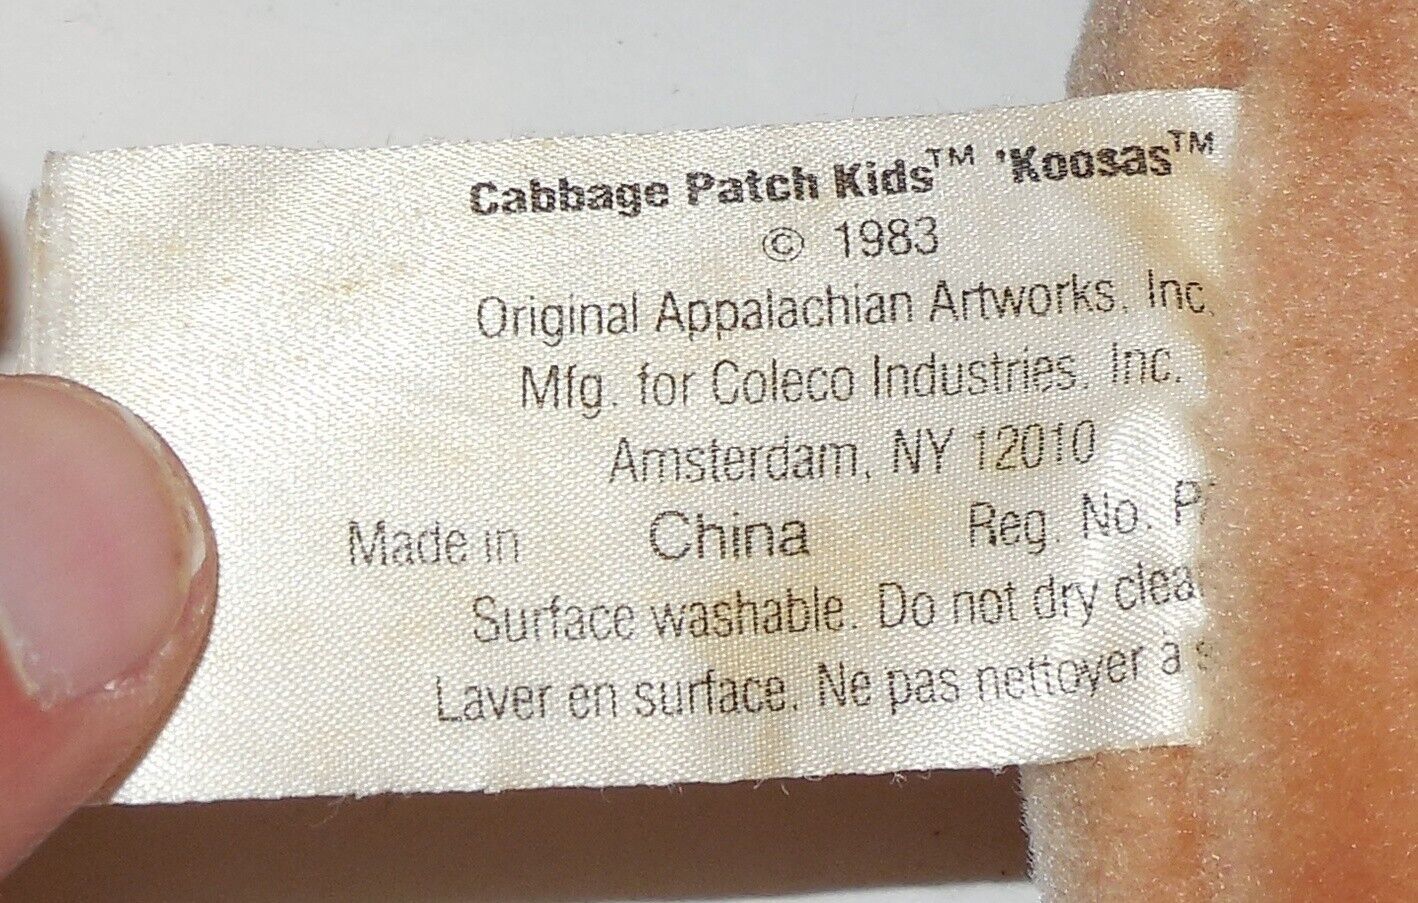 Cabbage Patch Kids™ 'Koosas™
© 1983
Original Appalachian Artworks, Inc.
Mfg. for Coleco Industries, Inc.
Amsterdam, NY 12010
Made in China Reg. No.
Surface washable. Do not dry
Laver en surface. Ne pas nettoyer à